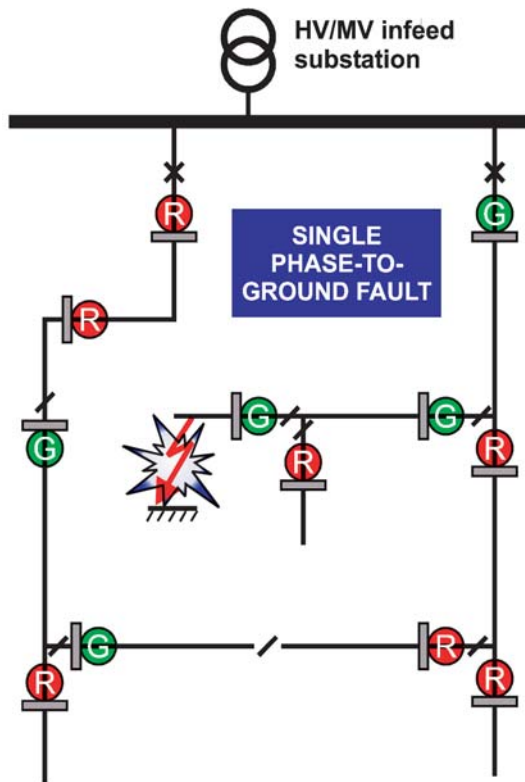 HV/MV infeed
substation
R
G
SINGLE
PHASE-TO-
GROUND FAULT
R
G
G
G
R
R
G
R
R
R